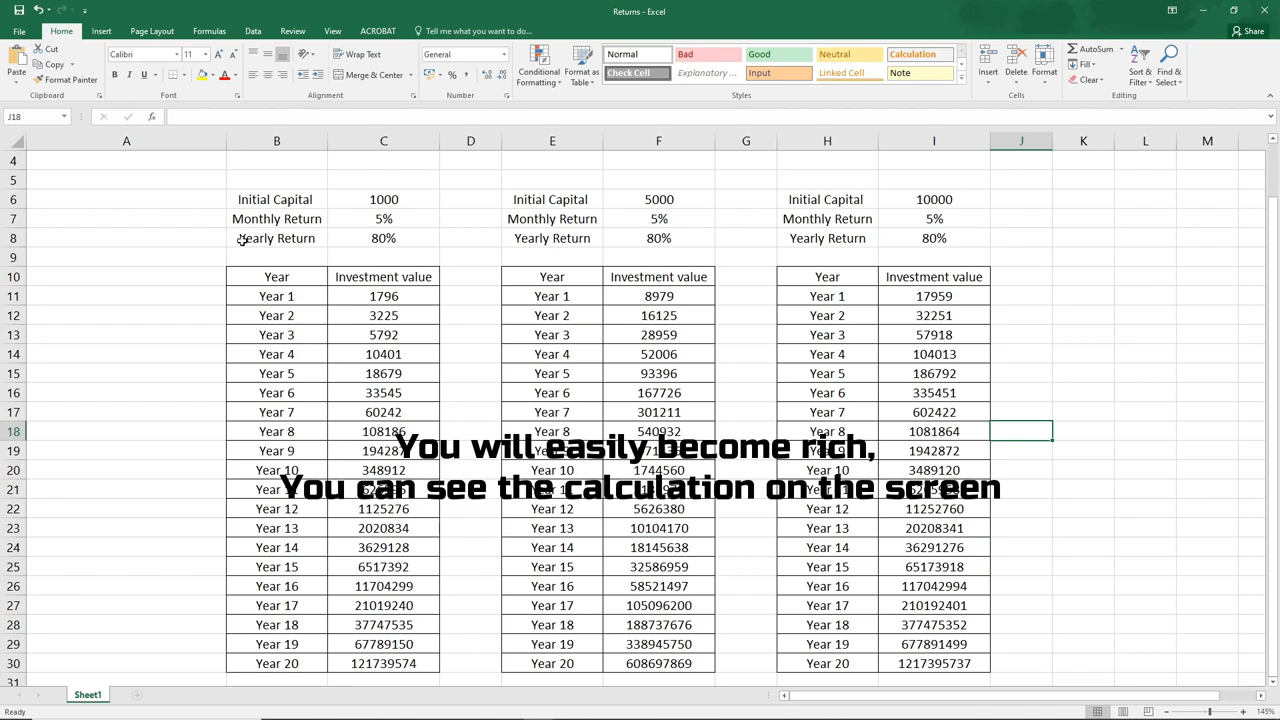 Returns - Excel
File Home Insert Page Layout Formulas Data Review View ACROBAT Tell me what you want to do... Share
Paste Cut Copy Format Painter Clipboard
Calibri 11 Font
Wrap Text Merge & Center Alignment
General Number
Conditional Formatting Format as Table Normal Bad Good Neutral Calculation Check Cell Explanatory ... Input Linked Cell Note Styles
Insert Delete Format Cells
AutoSum Fill Clear Sort & Filter Find & Select Editing
J18 fx
A B C D E F G H I J K L M
4
5
6 Initial Capital 1000 Initial Capital 5000 Initial Capital 10000
7 Monthly Return 5% Monthly Return 5% Monthly Return 5%
8 Yearly Return 80% Yearly Return 80% Yearly Return 80%
9
10 Year Investment value Year Investment value Year Investment value
11 Year 1 1796 Year 1 8979 Year 1 17959
12 Year 2 3225 Year 2 16125 Year 2 32251
13 Year 3 5792 Year 3 28959 Year 3 57918
14 Year 4 10401 Year 4 52006 Year 4 104013
15 Year 5 18679 Year 5 93396 Year 5 186792
16 Year 6 33545 Year 6 167726 Year 6 335451
17 Year 7 60242 Year 7 301211 Year 7 602422
18 Year 8 108186 Year 8 540932 Year 8 1081864
You will easily become rich,
19 Year 9 Year 9 1942872
20 Year 10 348912 Year 10 1744560 Year 10 3489120
You can see the calculation on the screen
21
22 Year 12 1125276 Year 12 5626380 Year 12 11252760
23 Year 13 2020834 Year 13 10104170 Year 13 20208341
24 Year 14 3629128 Year 14 18145638 Year 14 36291276
25 Year 15 6517392 Year 15 32586959 Year 15 65173918
26 Year 16 11704299 Year 16 58521497 Year 16 117042994
27 Year 17 21019240 Year 17 105096200 Year 17 210192401
28 Year 18 37747535 Year 18 188737676 Year 18 377475352
29 Year 19 67789150 Year 19 338945750 Year 19 677891499
30 Year 20 121739574 Year 20 608697869 Year 20 1217395737
31
Sheet1
Ready 145%